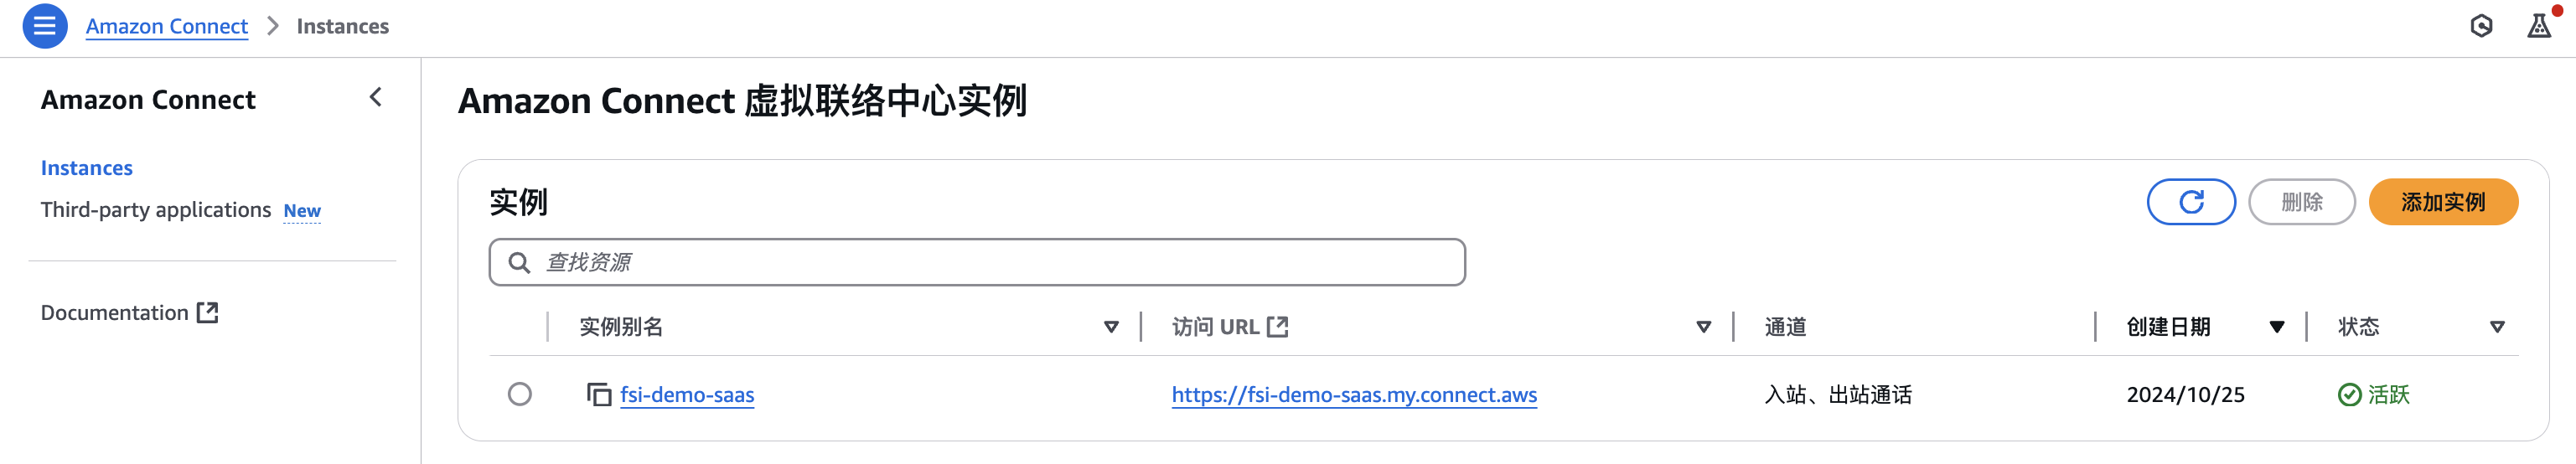 Amazon Connect > Instances
Amazon Connect
Instances
Third-party applications New
Documentation
Amazon Connect 虚拟联络中心实例
实例
删除
添加实例
查找资源
实例别名 访问 URL 通道 创建日期 状态
fsi-demo-saas https://fsi-demo-saas.my.connect.aws 入站、出站通话 2024/10/25 活跃